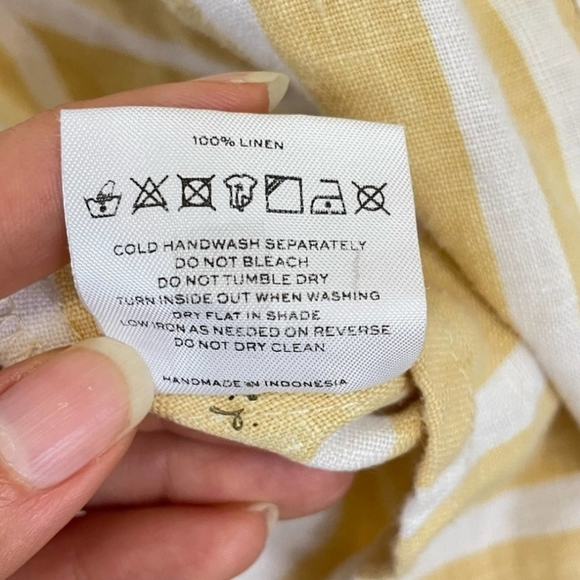 100% LINEN
COLD HANDWASH SEPARATELY
DO NOT BLEACH
DO NOT TUMBLE DRY
TURN INSIDE OUT WHEN WASHING
DRY FLAT IN SHADE
LOW IRON AS NEEDED ON REVERSE
DO NOT DRY CLEAN
HANDMADE IN INDONESIA